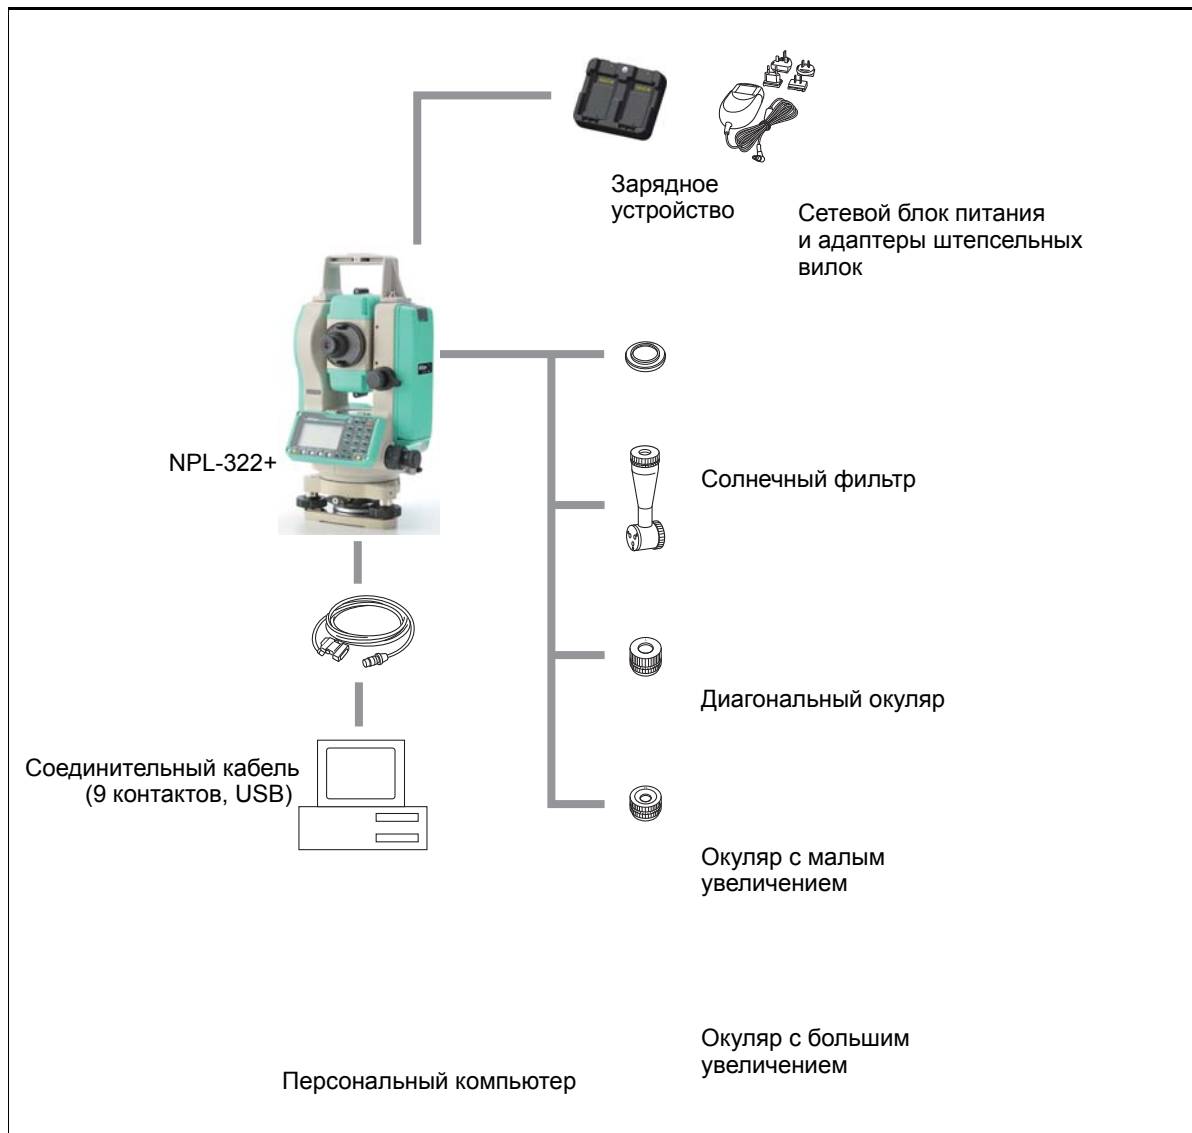 Зарядное
устройство
Сетевой блок питания
и адаптеры штепсельных
вилок
NPL-322+
Солнечный фильтр
Диагональный окуляр
Соединительный кабель
(9 контактов, USB)
Окуляр с малым
увеличением
Окуляр с большим
увеличением
Персональный компьютер